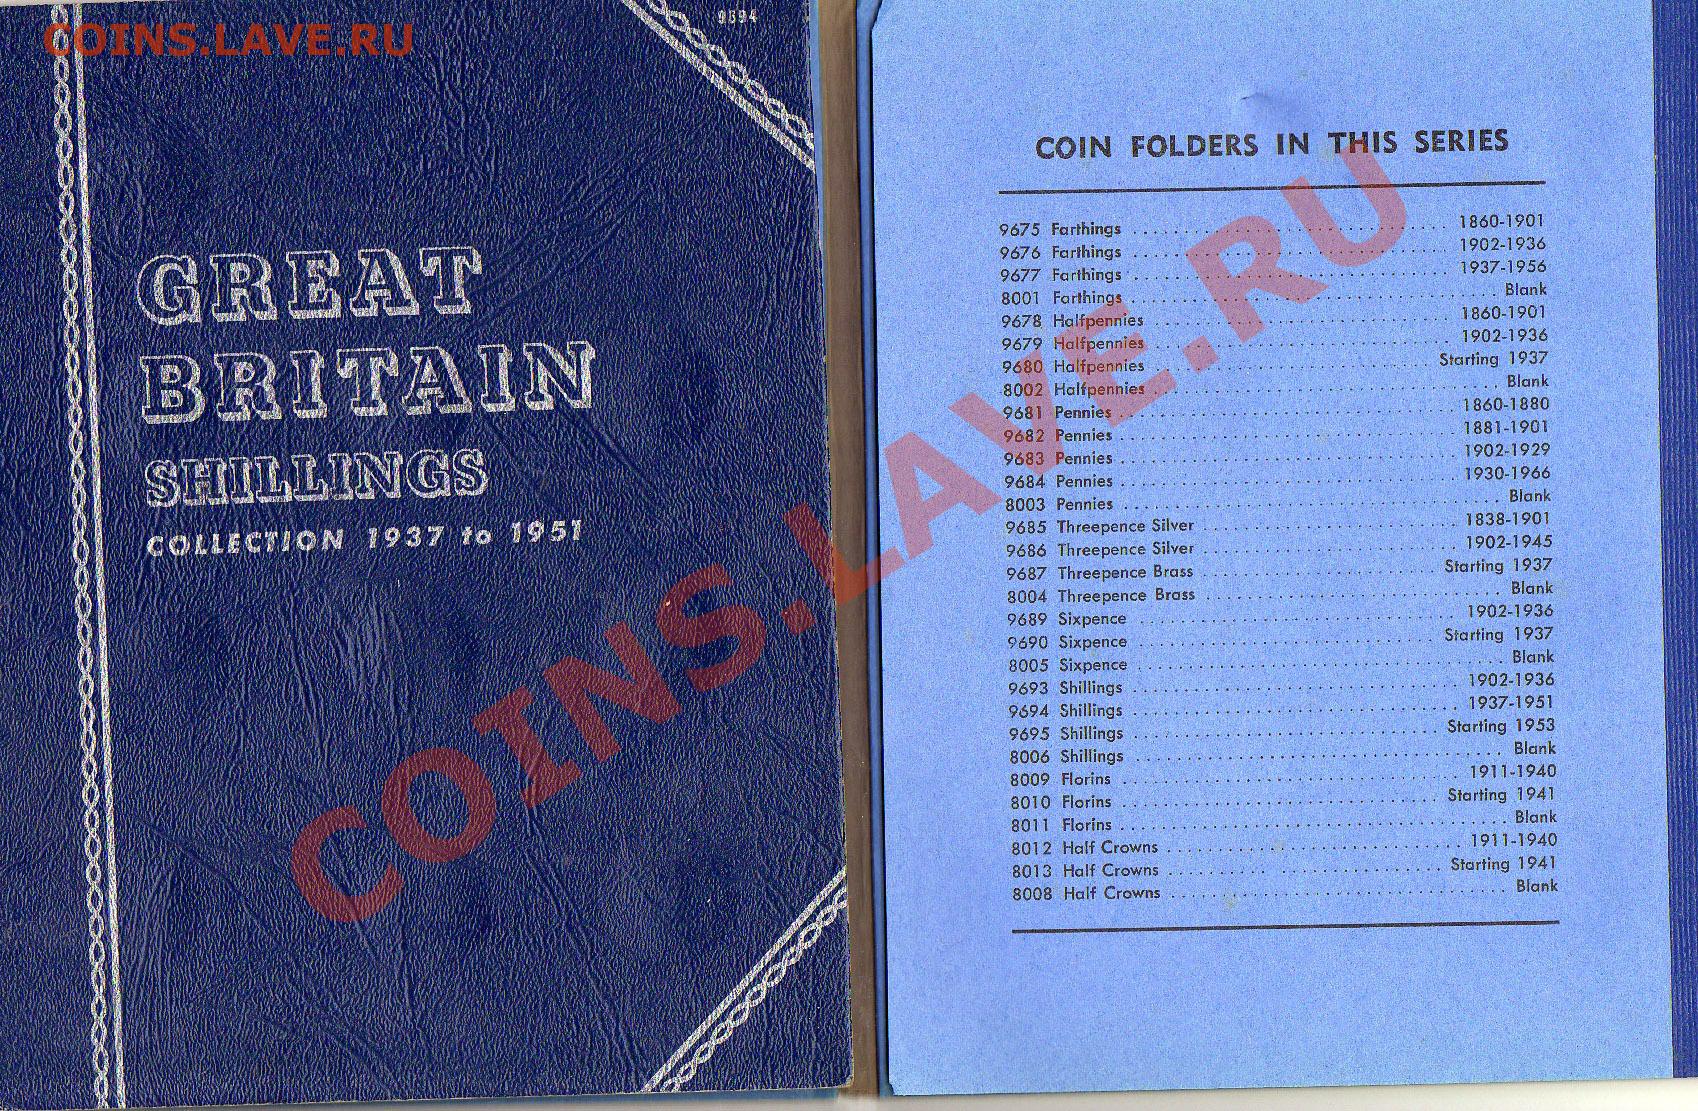 COINS.LAVE.RU
9694
GREAT
BRITAIN
SHILLINGS
COLLECTION 1937 to 1951
COIN FOLDERS IN THIS SERIES
9675 Farthings 1860-1901
9676 Farthings 1902-1936
9677 Farthings 1937-1956
8001 Farthings Blank
9678 Halfpennies 1860-1901
9679 Halfpennies 1902-1936
9680 Halfpennies Starting 1937
8002 Halfpennies Blank
9681 Pennies 1860-1880
9682 Pennies 1881-1901
9683 Pennies 1902-1929
9684 Pennies 1930-1966
8003 Pennies Blank
9685 Threepence Silver 1838-1901
9686 Threepence Silver 1902-1945
9687 Threepence Brass Starting 1937
8004 Threepence Brass Blank
9689 Sixpence 1902-1936
9690 Sixpence Starting 1937
8005 Sixpence Blank
9693 Shillings 1902-1936
9694 Shillings 1937-1951
9695 Shillings Starting 1953
8006 Shillings Blank
8009 Florins 1911-1940
8010 Florins Starting 1941
8011 Florins Blank
8012 Half Crowns 1911-1940
8013 Half Crowns Starting 1941
8008 Half Crowns Blank
COINS.LAVE.RU